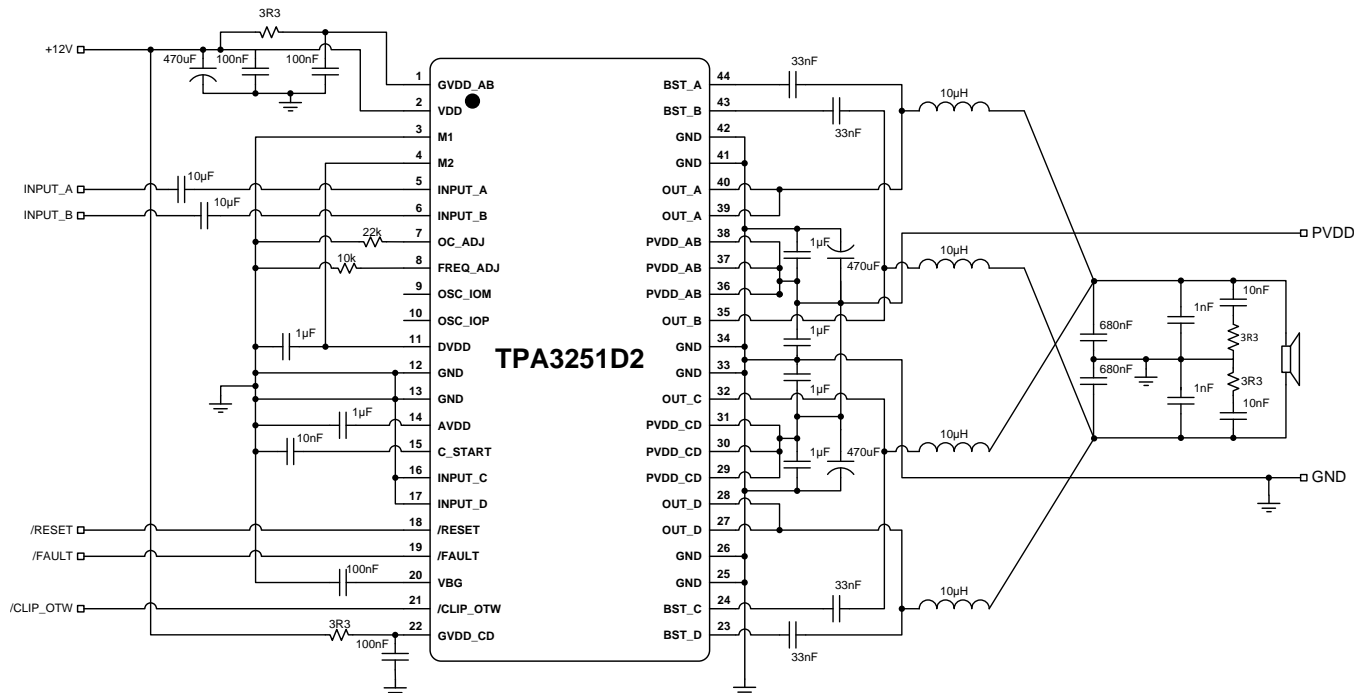 3R3
+12V
470uF
100nF
100nF
33nF
1 GVDD_AB
BST_A 44
10µH
2 VDD
BST_B 43
33nF
3 M1
GND 42
4 M2
GND 41
INPUT_A
10µF
5 INPUT_A
OUT_A 40
INPUT_B
10µF
6 INPUT_B
OUT_A 39
22k
7 OC_ADJ
PVDD_AB 38
1µF
PVDD
10k
8 FREQ_ADJ
PVDD_AB 37
470uF
10µH
9 OSC_IOM
PVDD_AB 36
10 OSC_IOP
OUT_B 35
1µF
11 DVDD
TPA3251D2
GND 34
1µF
12 GND
GND 33
13 GND
OUT_C 32
1µF
1µF
14 AVDD
PVDD_CD 31
10nF
15 C_START
PVDD_CD 30
1µF
470uF
10µH
16 INPUT_C
PVDD_CD 29
17 INPUT_D
OUT_D 28
/RESET
18 /RESET
OUT_D 27
/FAULT
19 /FAULT
GND 26
100nF
20 VBG
GND 25
/CLIP_OTW
21 /CLIP_OTW
BST_C 24
33nF
10µH
3R3
100nF
22 GVDD_CD
BST_D 23
33nF
10nF
1nF
680nF
3R3
680nF
3R3
1nF
10nF
GND